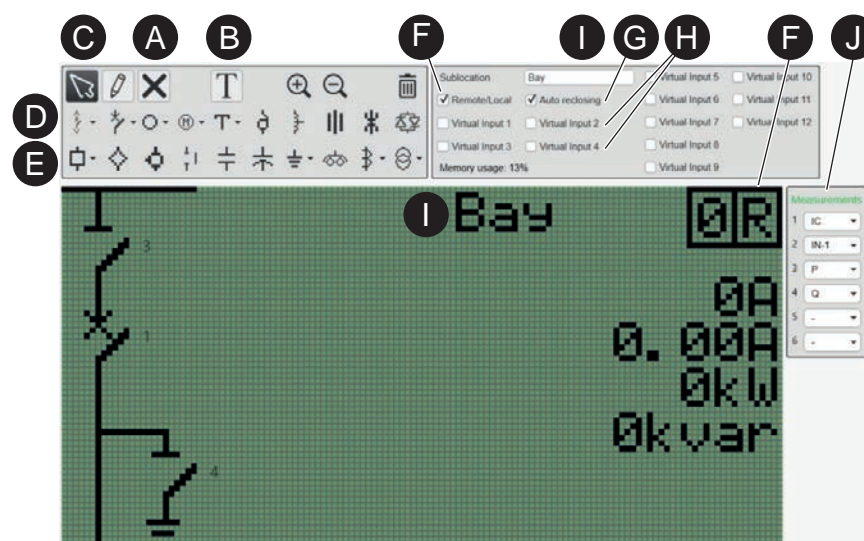 C A B F I G H F J
T
Sublocation Bay Virtual Input 5 Virtual Input 10
Remote/Local Auto reclosing Virtual Input 6 Virtual Input 11
D
M
Virtual Input 1 Virtual Input 2 Virtual Input 7 Virtual Input 12
Virtual Input 3 Virtual Input 4 Virtual Input 8
E
Memory usage: 13% Virtual Input 9
I Bay 0 R
Measurements
1 IC
2 IN-1
3 P
4 Q
5 -
6 -
3
0A
1
0.00A
0kW
0kvar
4